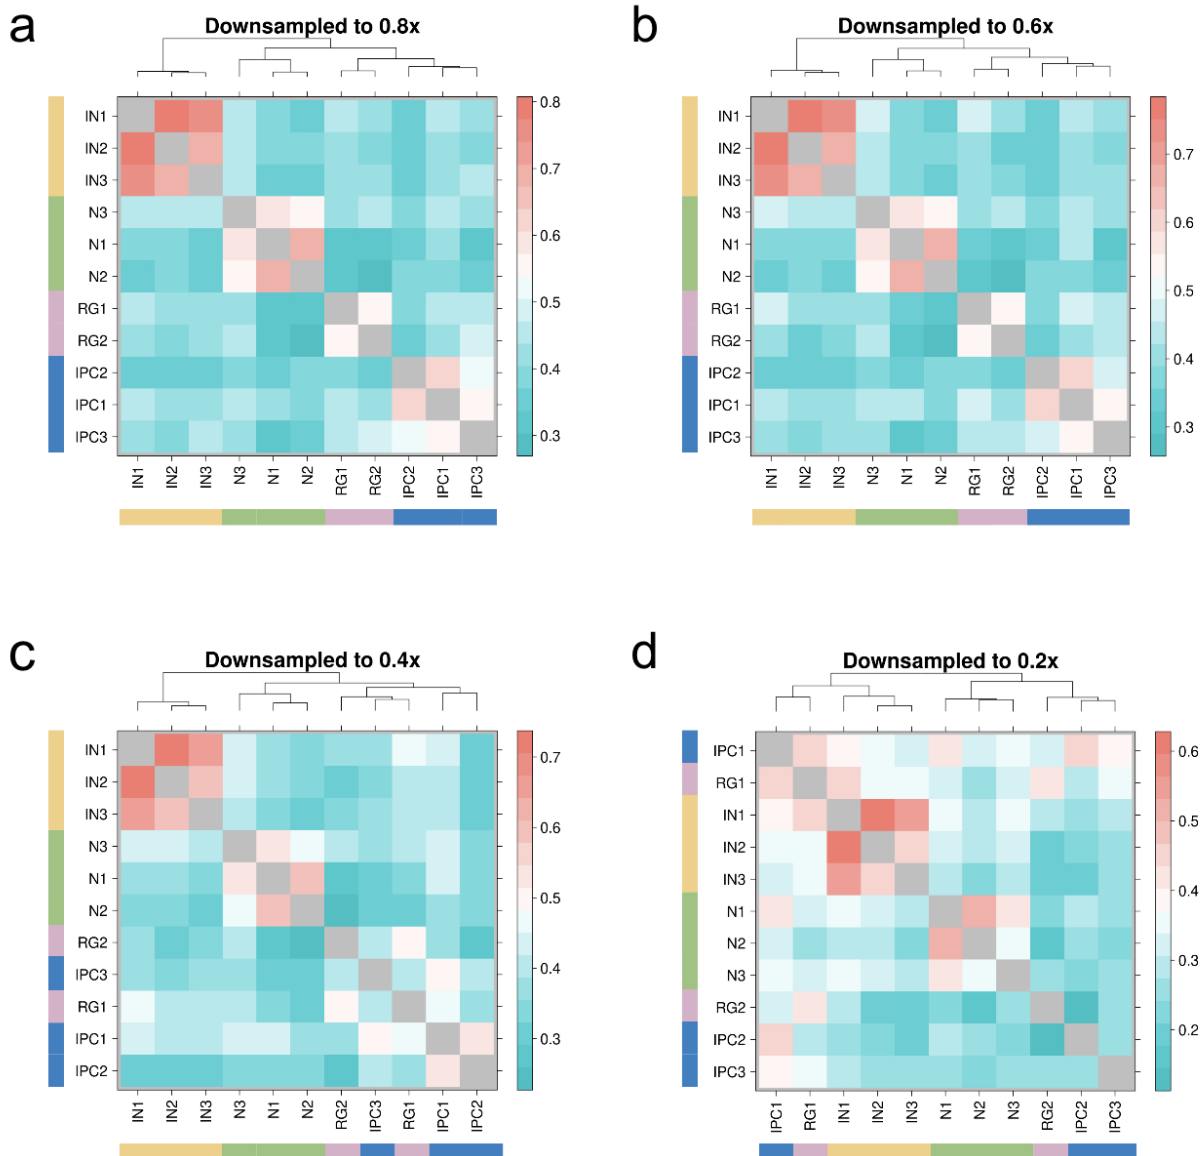 a
Downsampled to 0.8x
IN1
IN2
IN3
N3
N1
N2
RG1
RG2
IPC2
IPC1
IPC3
0.8
0.7
0.6
0.5
0.4
0.3
IN1 IN2 IN3 N3 N1 N2 RG1 RG2 IPC2 IPC1 IPC3
b
Downsampled to 0.6x
IN1
IN2
IN3
N3
N1
N2
RG1
RG2
IPC2
IPC1
IPC3
0.7
0.6
0.5
0.4
0.3
IN1 IN2 IN3 N3 N1 N2 RG1 RG2 IPC2 IPC1 IPC3
c
Downsampled to 0.4x
IN1
IN2
IN3
N3
N1
N2
RG2
IPC3
RG1
IPC1
IPC2
0.7
0.6
0.5
0.4
0.3
IN1 IN2 IN3 N3 N1 N2 RG2 IPC3 RG1 IPC1 IPC2
d
Downsampled to 0.2x
IPC1
RG1
IN1
IN2
IN3
N1
N2
N3
RG2
IPC2
IPC3
0.6
0.5
0.4
0.3
0.2
IPC1 RG1 IN1 IN2 IN3 N1 N2 N3 RG2 IPC2 IPC3